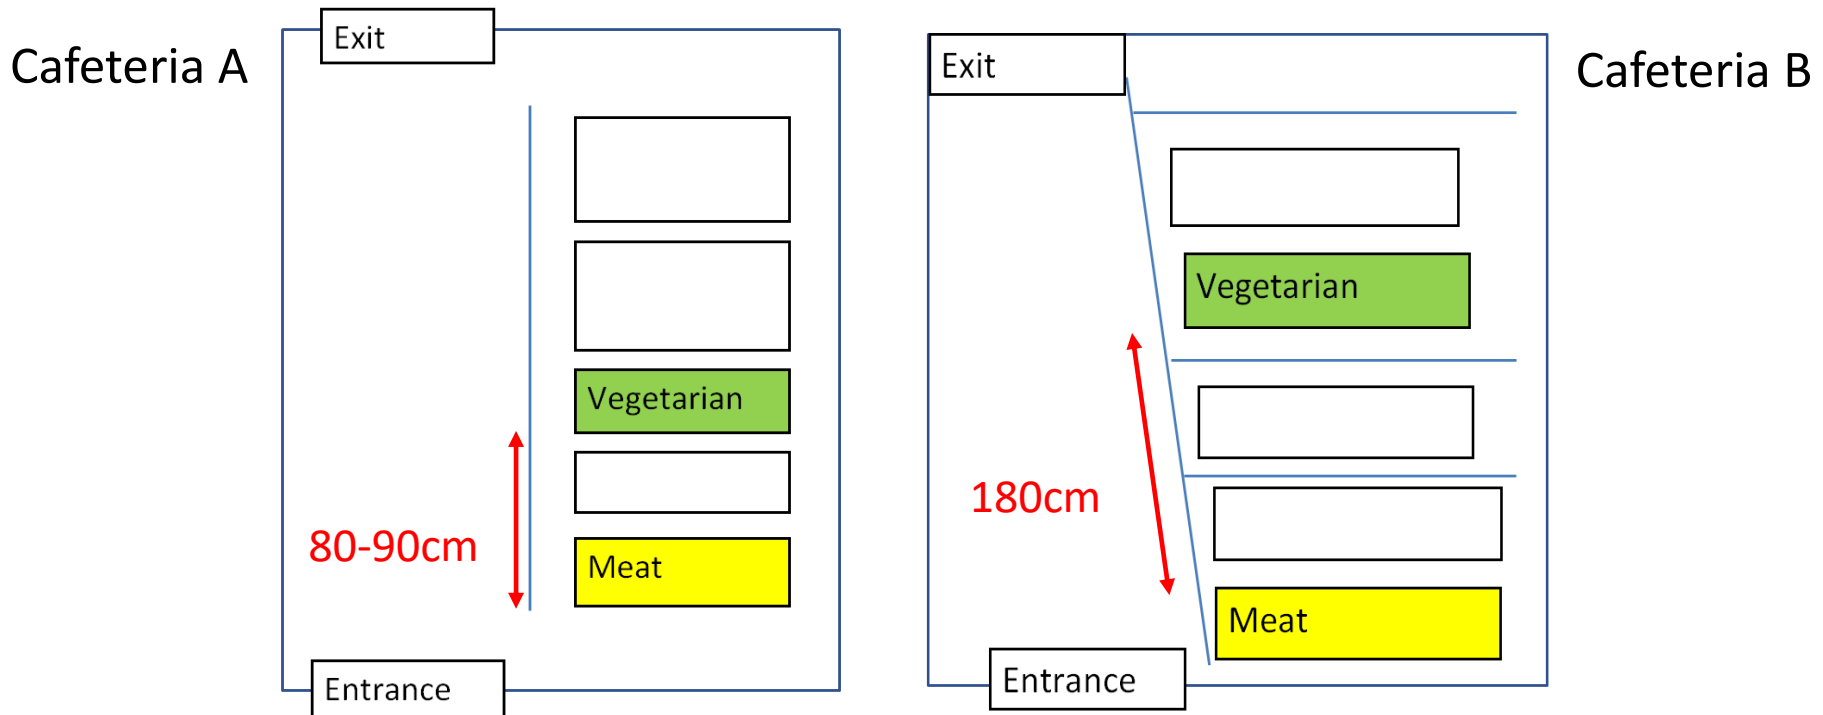 Cafeteria A
Exit
Vegetarian
80-90cm
Meat
Entrance
Cafeteria B
Exit
Vegetarian
180cm
Meat
Entrance